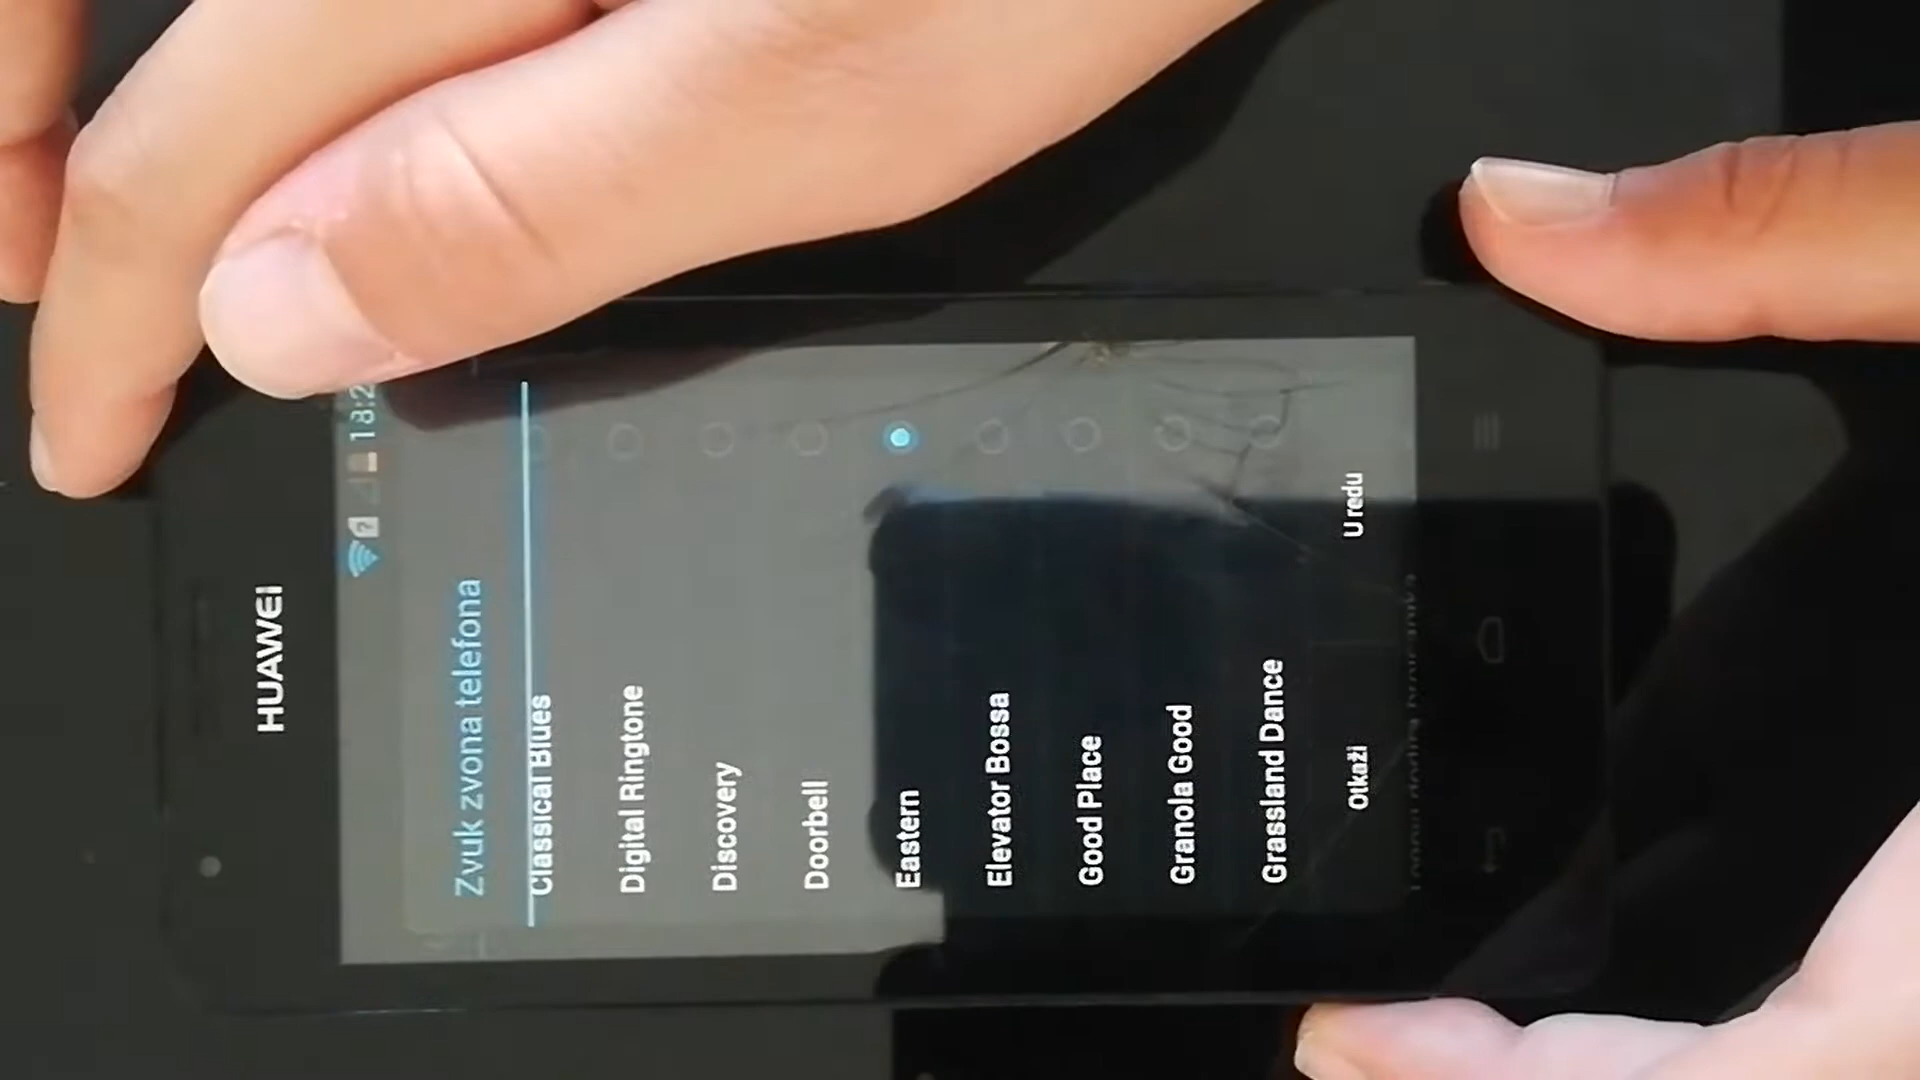 HUAWEI
18:2
Zvuk zvona telefona
Classical Blues
Digital Ringtone
Discovery
Doorbell
Eastern
Elevator Bossa
Good Place
Granola Good
Grassland Dance
Otkaži U redu